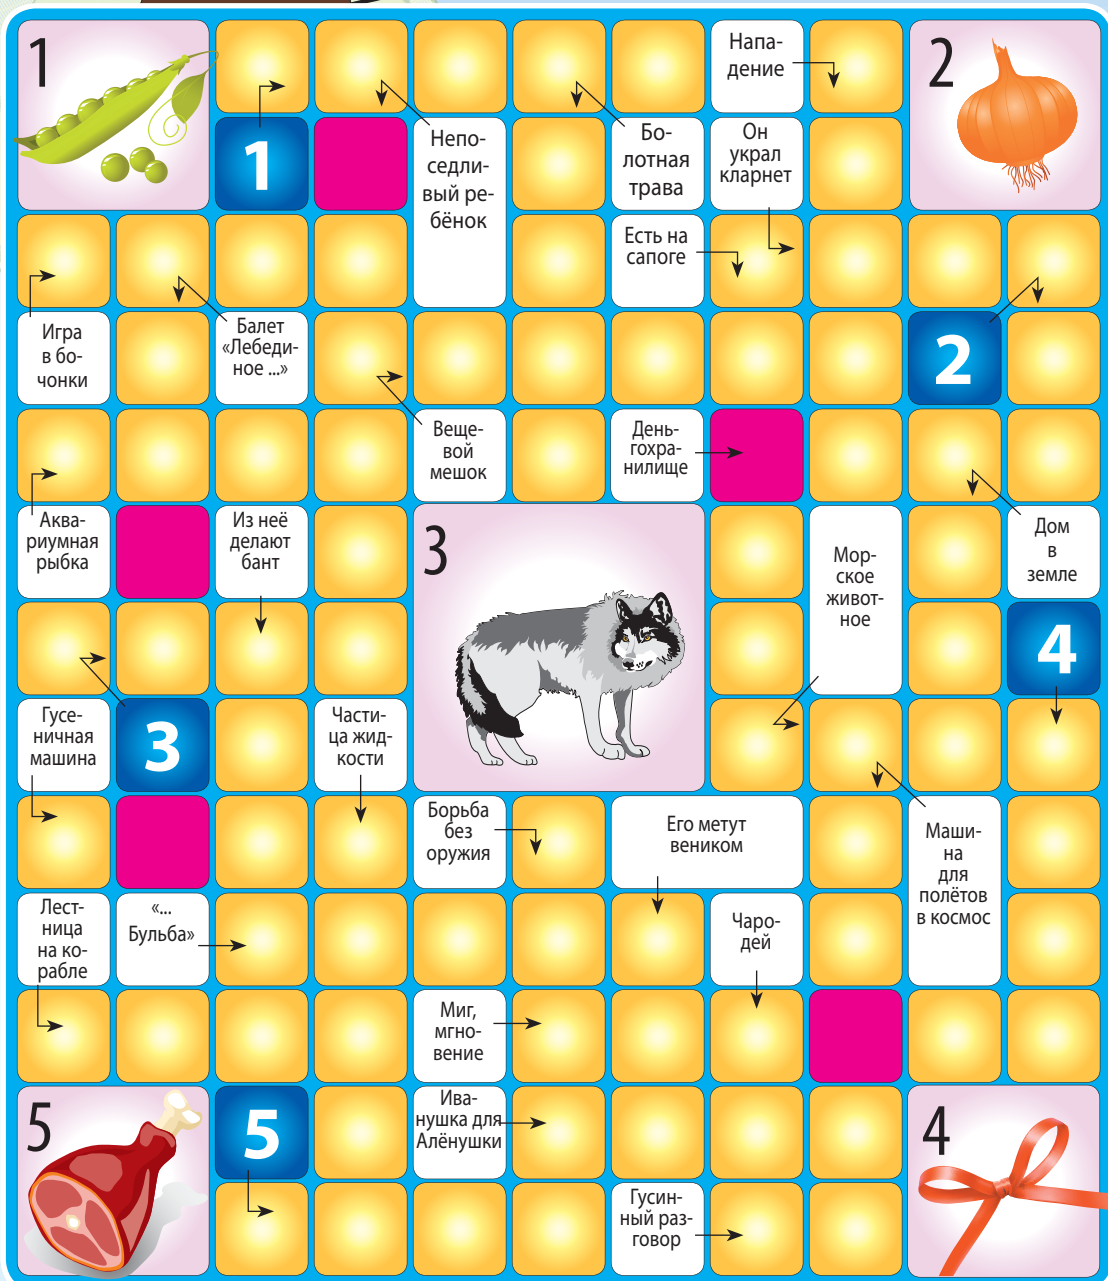 1
Напа-
дение
2
1
Непо-
седли-
вый ре-
бёнок
Бо-
лотная
трава
Он
украл
кларнет
Есть на
сапоге
Игра
в бо-
чонки
Балет
«Лебеди-
ное ...»
2
Веще-
вой
мешок
День-
гохра-
нилище
Аква-
риумная
рыбка
Из неё
делают
бант
3
Мор-
ское
живот-
ное
Дом
в
земле
4
Гусе-
ничная
машина
3
Части-
ца жид-
кости
Борьба
без
оружия
Его метут
веником
Маши-
на
для
полётов
в космос
Лест-
ница
на ко-
рабле
«...
Бульба»
Чаро-
дей
Миг,
мгно-
вение
5
5
Ива-
нушка для
Алёнушки
4
Гусин-
ный раз-
говор